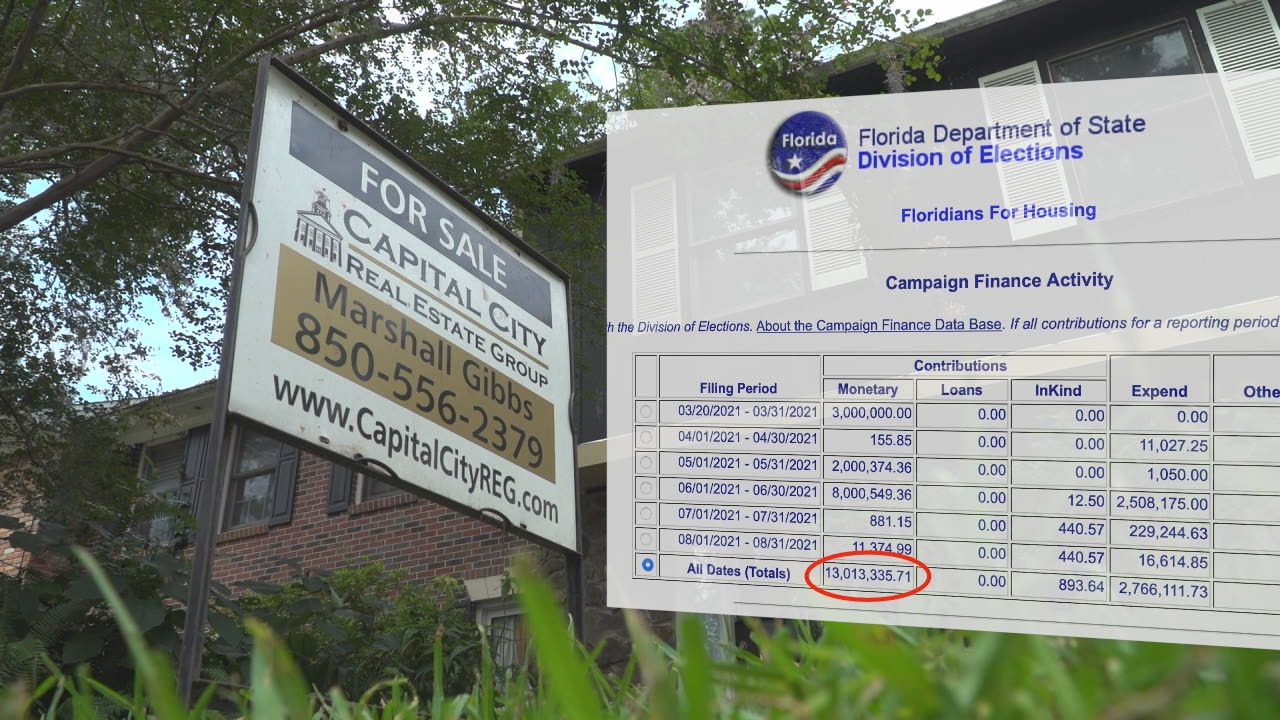 FOR SALE
CAPITAL CITY
REAL ESTATE GROUP
Marshall Gibbs
850-556-2379
www.CapitalCityREG.com
Florida
Florida Department of State
Division of Elections
Floridians For Housing
Campaign Finance Activity
the Division of Elections. About the Campaign Finance Data Base. If all contributions for a reporting period
Contributions
Filing Period Monetary Loans InKind Expend Othe
03/20/2021 - 03/31/2021 3,000,000.00 0.00 0.00 0.00
04/01/2021 - 04/30/2021 155.85 0.00 0.00 11,027.25
05/01/2021 - 05/31/2021 2,000,374.36 0.00 0.00 1,050.00
06/01/2021 - 06/30/2021 8,000,549.36 0.00 12.50 2,508,175.00
07/01/2021 - 07/31/2021 881.15 0.00 440.57 229,244.63
08/01/2021 - 08/31/2021 11,374.99 0.00 440.57 16,614.85
All Dates (Totals) 13,013,335.71 0.00 893.64 2,766,111.73